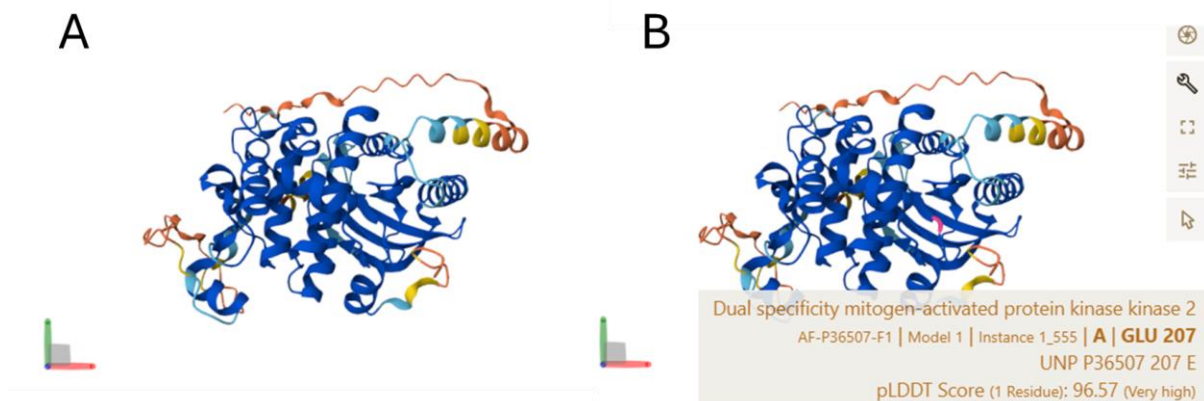 A
B
Dual specificity mitogen-activated protein kinase kinase 2
AF-P36507-F1 | Model 1 | Instance 1_555 | A | GLU 207
UNP P36507 207 E
pLDDT Score (1 Residue): 96.57 (Very high)